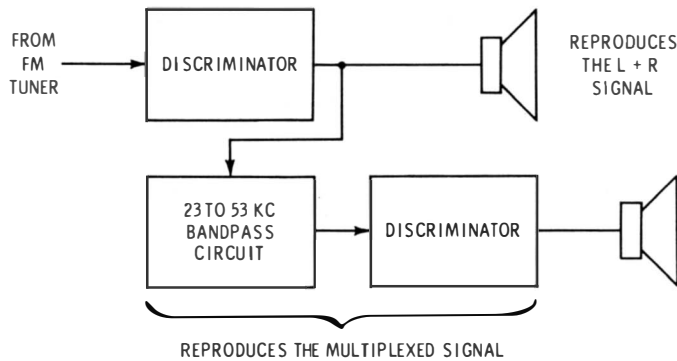 FROM
FM
TUNER
DISCRIMINATOR
REPRODUCES
THE L + R
SIGNAL
23 TO 53 KC
BANDPASS
CIRCUIT
DISCRIMINATOR
REPRODUCES THE MULTIPLEXED SIGNAL